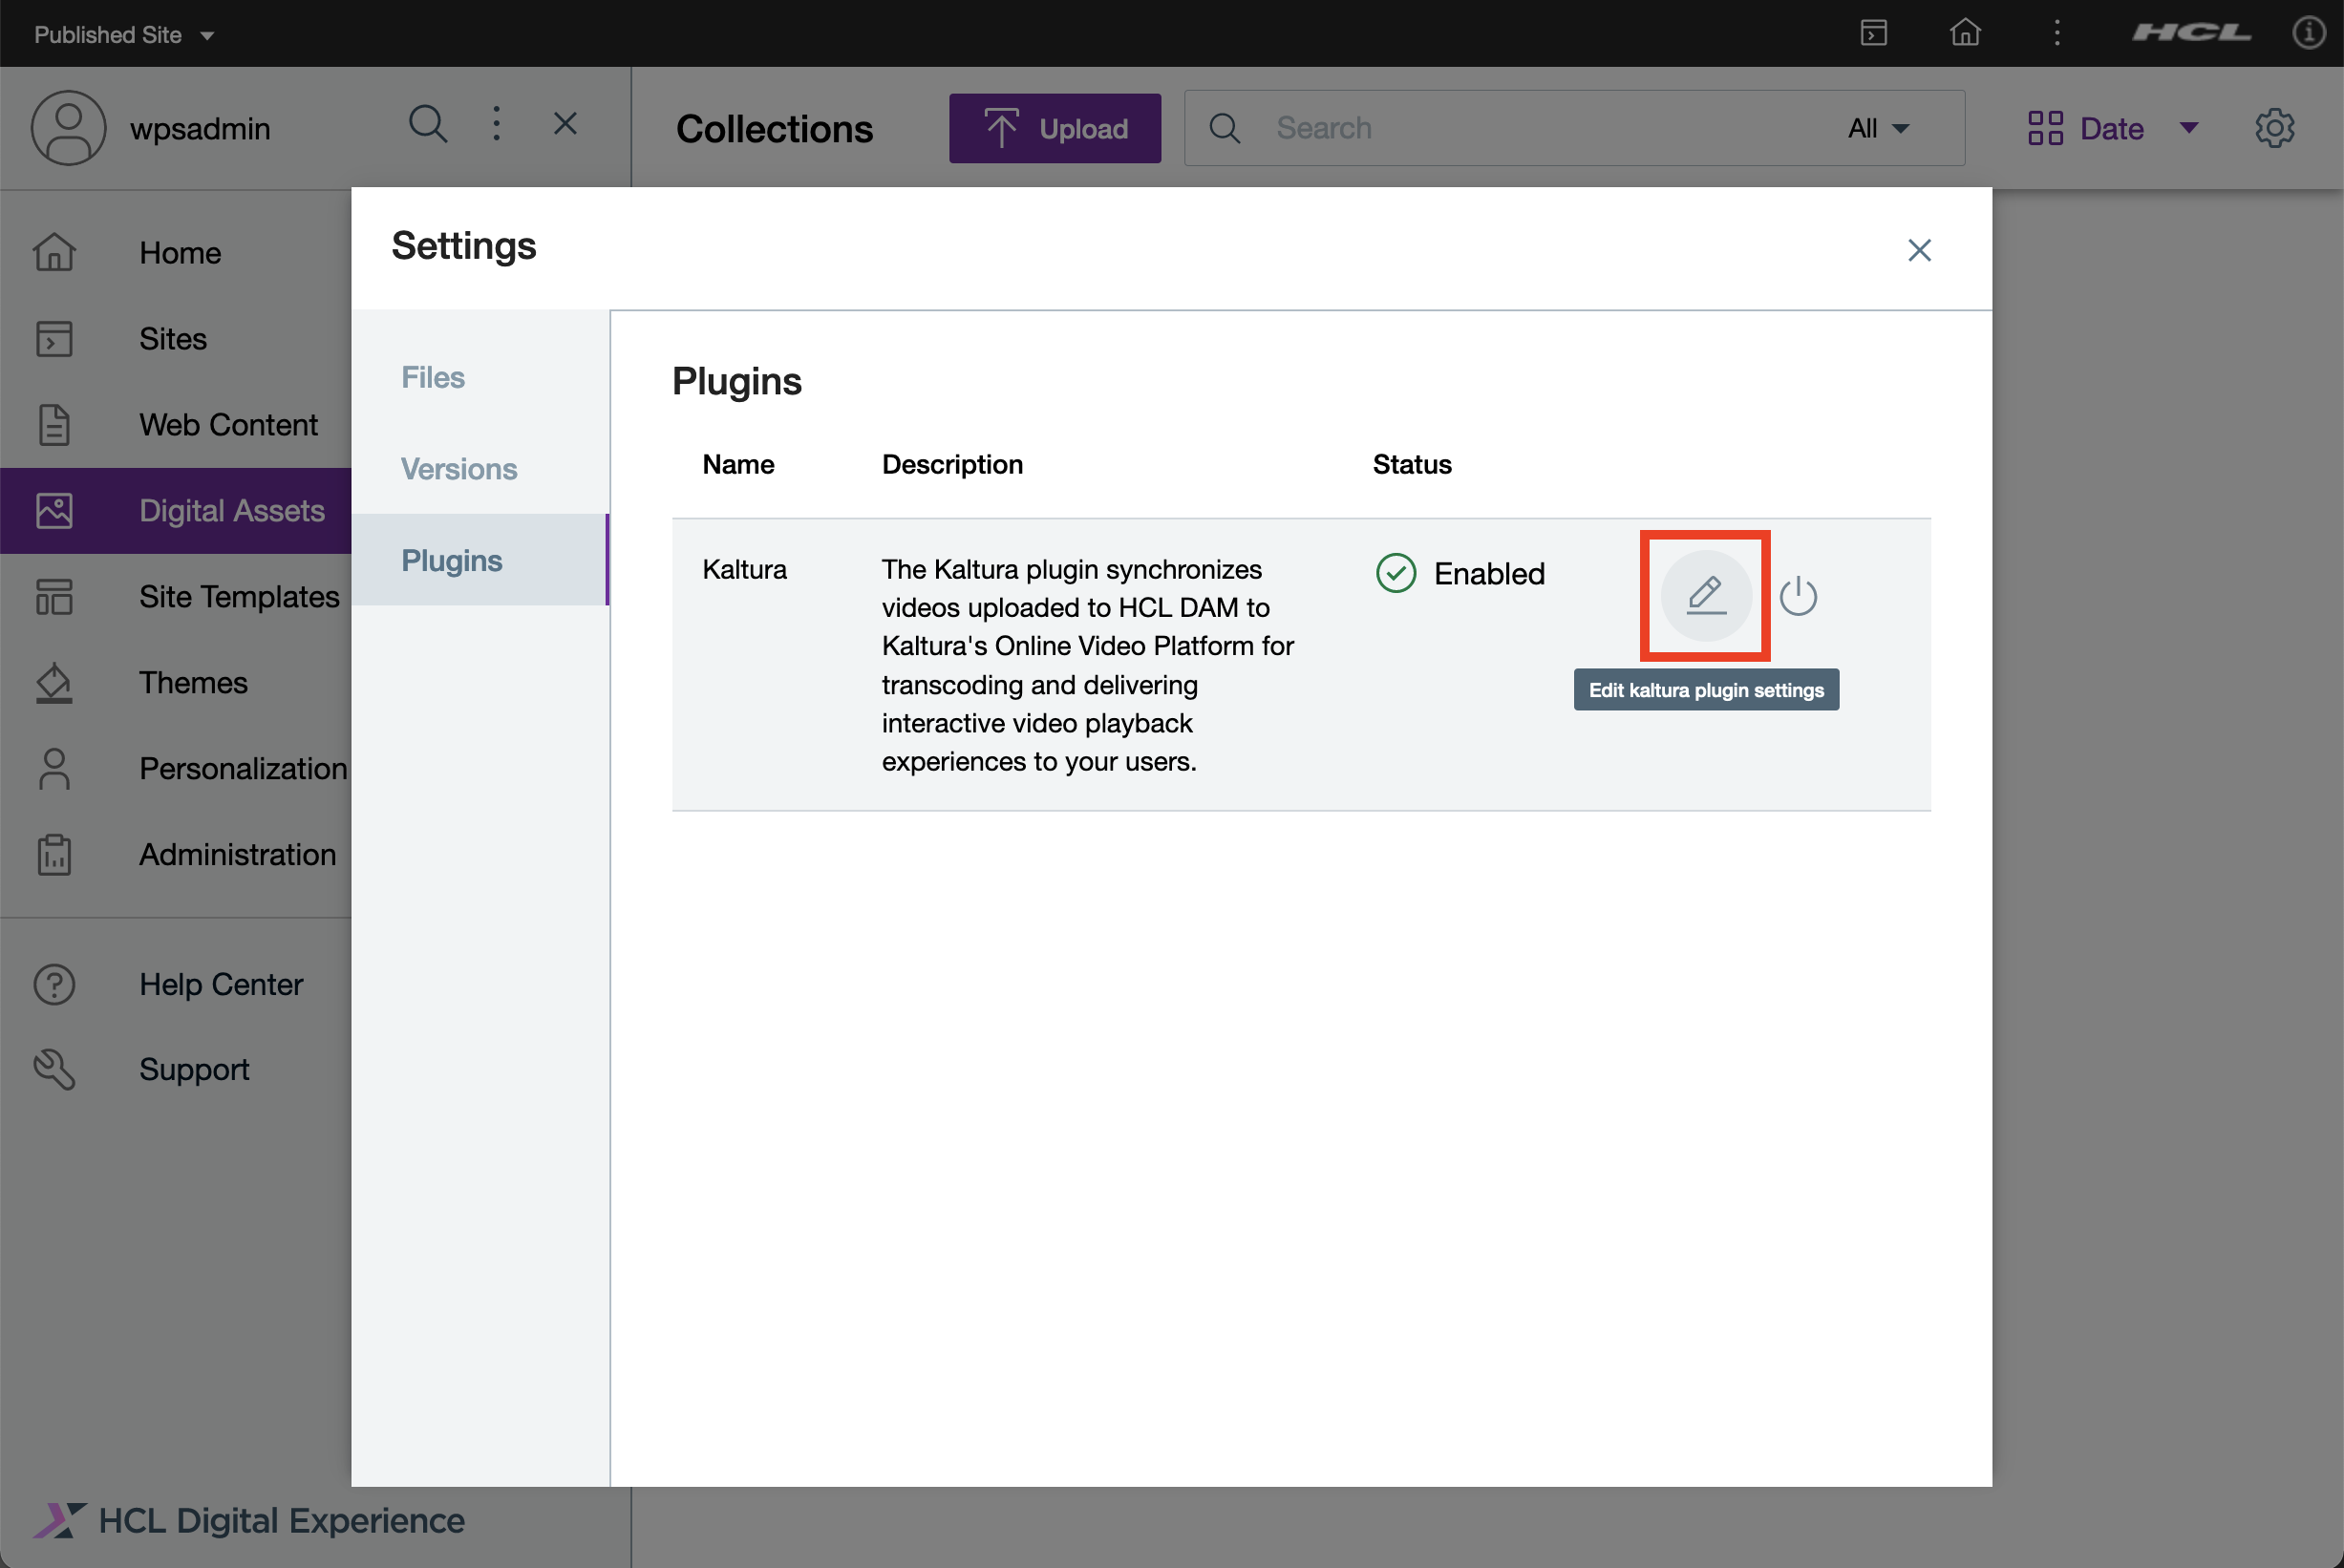 Published Site
HCL
wpsadmin
Collections
Upload
Search
All
Date
Home
Sites
Web Content
Digital Assets
Site Templates
Themes
Personalization
Administration
Help Center
Support
HCL Digital Experience
Settings
Files
Versions
Plugins
Plugins
Name Description Status
Kaltura
The Kaltura plugin synchronizes
videos uploaded to HCL DAM to
Kaltura's Online Video Platform for
transcoding and delivering
interactive video playback
experiences to your users.
Enabled
Edit kaltura plugin settings